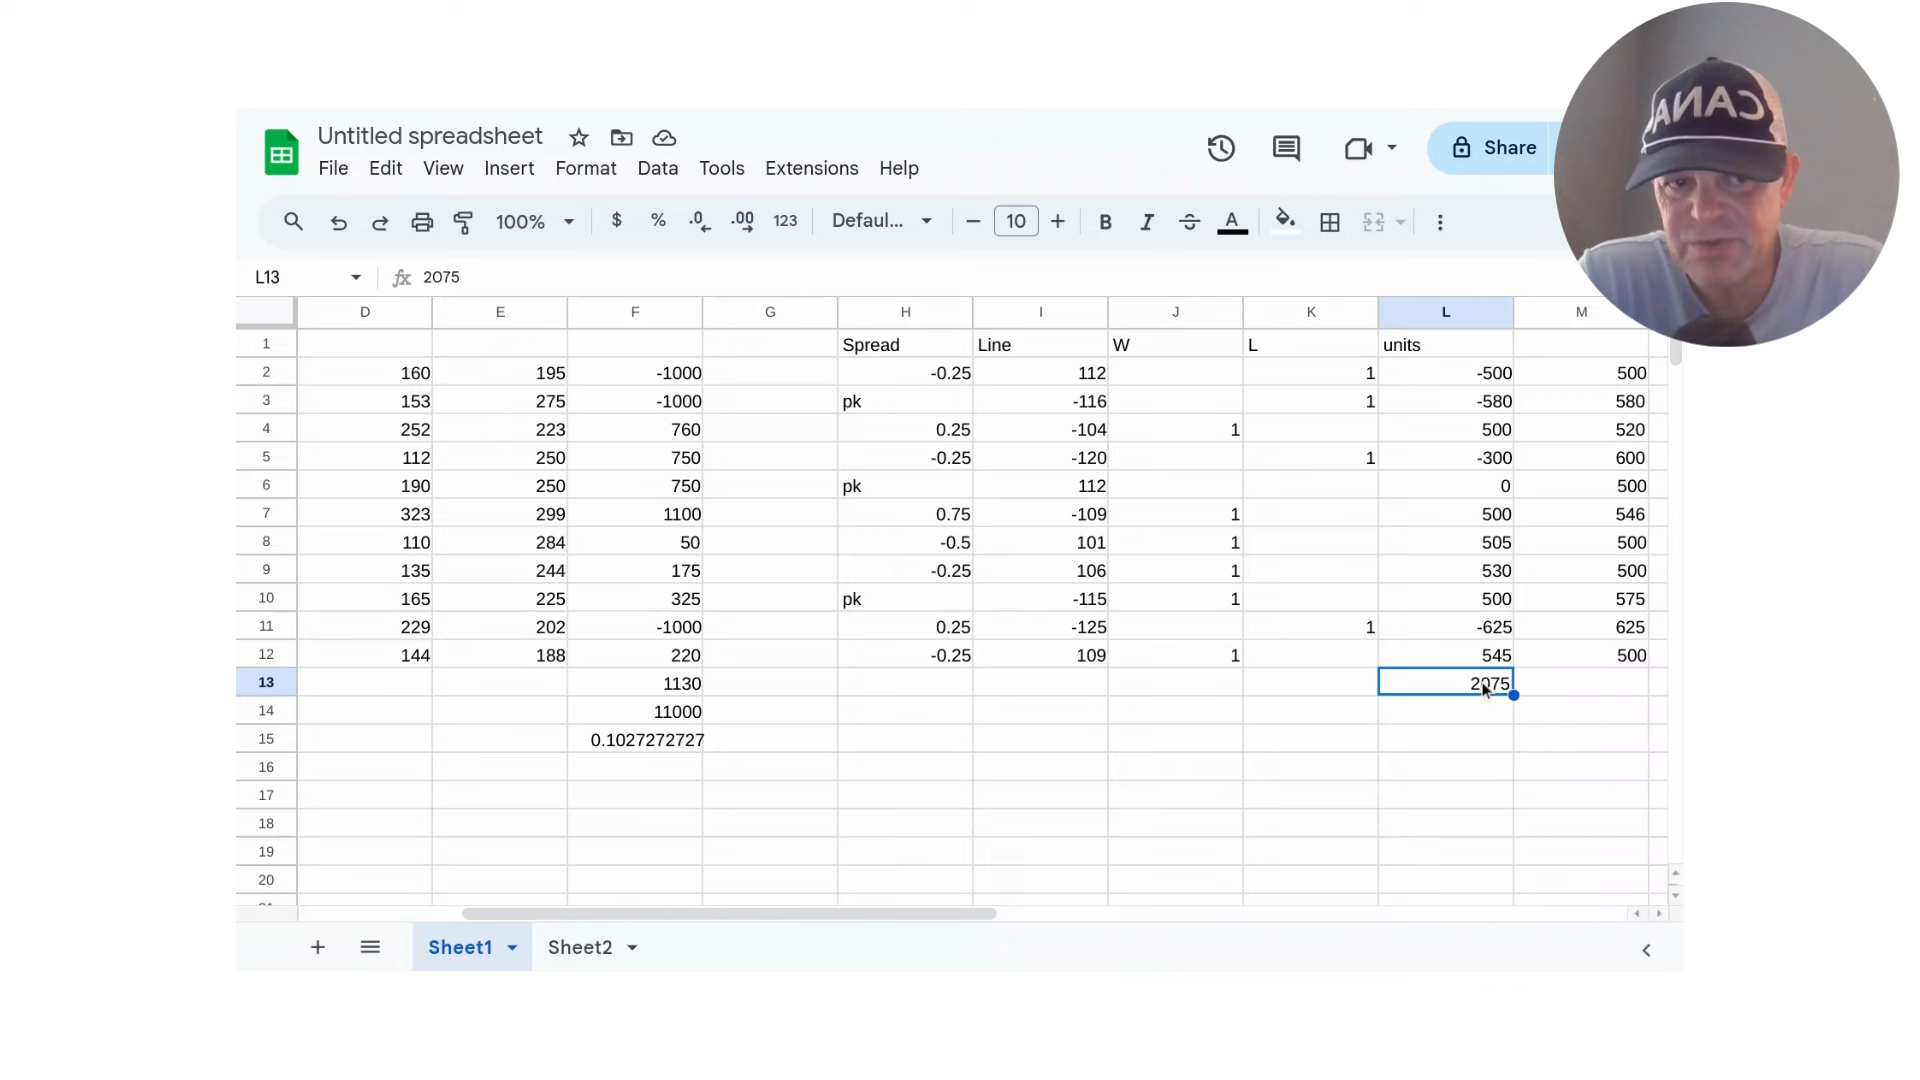 CANA
Untitled spreadsheet
File Edit View Insert Format Data Tools Extensions Help
Share
100% $ % .0 .00 123 Defaul... 10 B I A
L13 fx 2075
D E F G H I J K L M
1 Spread Line W L units
2 160 195 -1000 -0.25 112 1 -500 500
3 153 275 -1000 pk -116 1 -580 580
4 252 223 760 0.25 -104 1 500 520
5 112 250 750 -0.25 -120 1 -300 600
6 190 250 750 pk 112 0 500
7 323 299 1100 0.75 -109 1 500 546
8 110 284 50 -0.5 101 1 505 500
9 135 244 175 -0.25 106 1 530 500
10 165 225 325 pk -115 1 500 575
11 229 202 -1000 0.25 -125 1 -625 625
12 144 188 220 -0.25 109 1 545 500
13 1130 2075
14 11000
15 0.1027272727
16
17
18
19
20
Sheet1 Sheet2